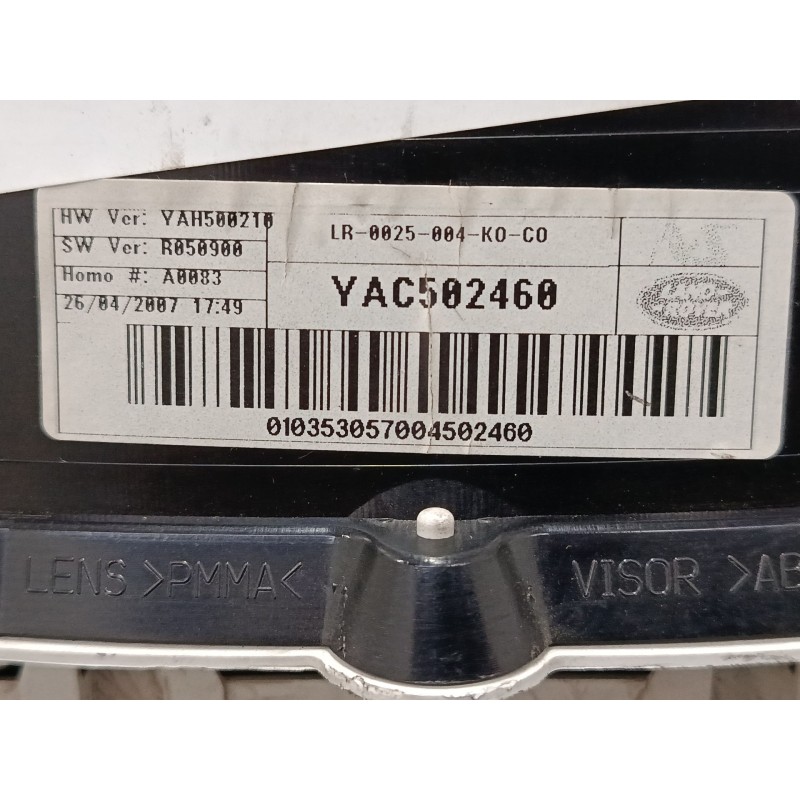 HW Ver: YAH500210
SW Ver: R050900
Homo #: A0083
26/04/2007 17:49
LR-0025-004-KO-CO
YAC502460
010353057004502460
LENS >PMMA<
VISOR >AB